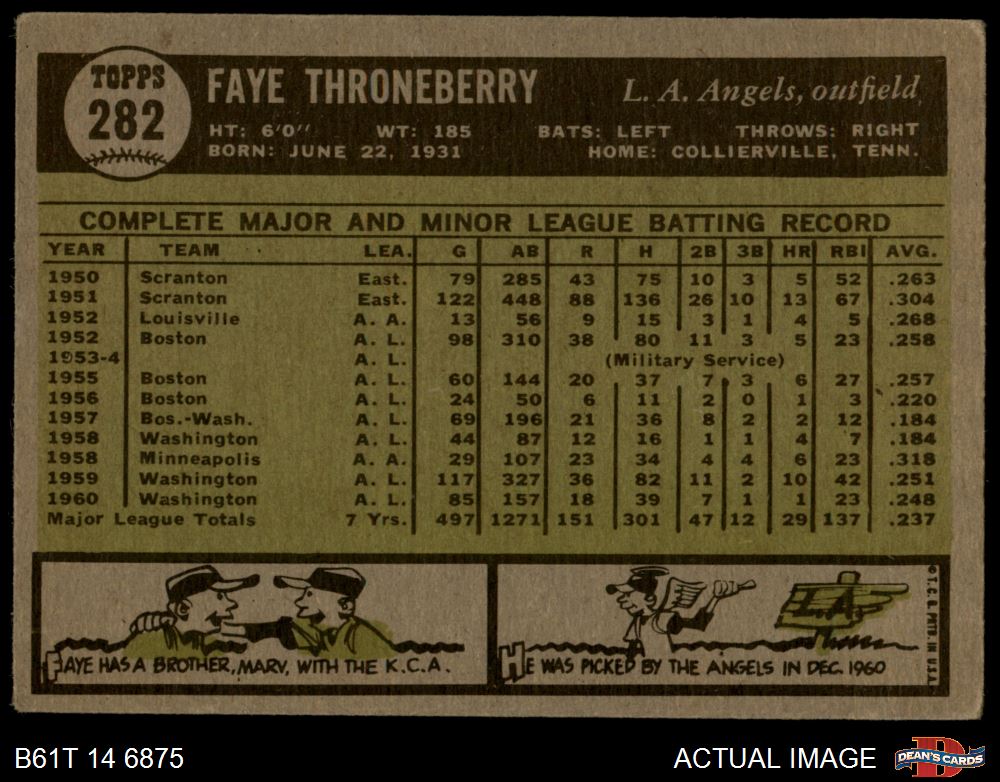 TOPPS
282
FAYE THRONEBERRY
L. A. Angels, outfield
HT: 6'0" WT: 185 BATS: LEFT THROWS: RIGHT
BORN: JUNE 22, 1931 HOME: COLLIERVILLE, TENN.
COMPLETE MAJOR AND MINOR LEAGUE BATTING RECORD
YEAR TEAM LEA. G AB R H 2B 3B HR RBI AVG.
1950 Scranton East. 79 285 43 75 10 3 5 52 .263
1951 Scranton East. 122 448 88 136 26 10 13 67 .304
1952 Louisville A. A. 13 56 9 15 3 1 4 5 .268
1952 Boston A. L. 98 310 38 80 11 3 5 23 .258
1953-4 A. L. (Military Service)
1955 Boston A. L. 60 144 20 37 7 3 6 27 .257
1956 Boston A. L. 24 50 6 11 2 0 1 3 .220
1957 Bos.-Wash. A. L. 69 196 21 36 8 2 2 12 .184
1958 Washington A. L. 44 87 12 16 1 1 4 7 .184
1958 Minneapolis A. A. 29 107 23 34 4 4 6 23 .318
1959 Washington A. L. 117 327 36 82 11 2 10 42 .251
1960 Washington A. L. 85 157 18 39 7 1 1 23 .248
Major League Totals 7 Yrs. 497 1271 151 301 47 12 29 137 .237
FAYE HAS A BROTHER, MARV, WITH THE K.C.A.
L.A.
HE WAS PICKED BY THE ANGELS IN DEC. 1960
© T.C.G. PRTD. IN U.S.A.
B61T 14 6875
ACTUAL IMAGE
D
DEAN'S CARDS